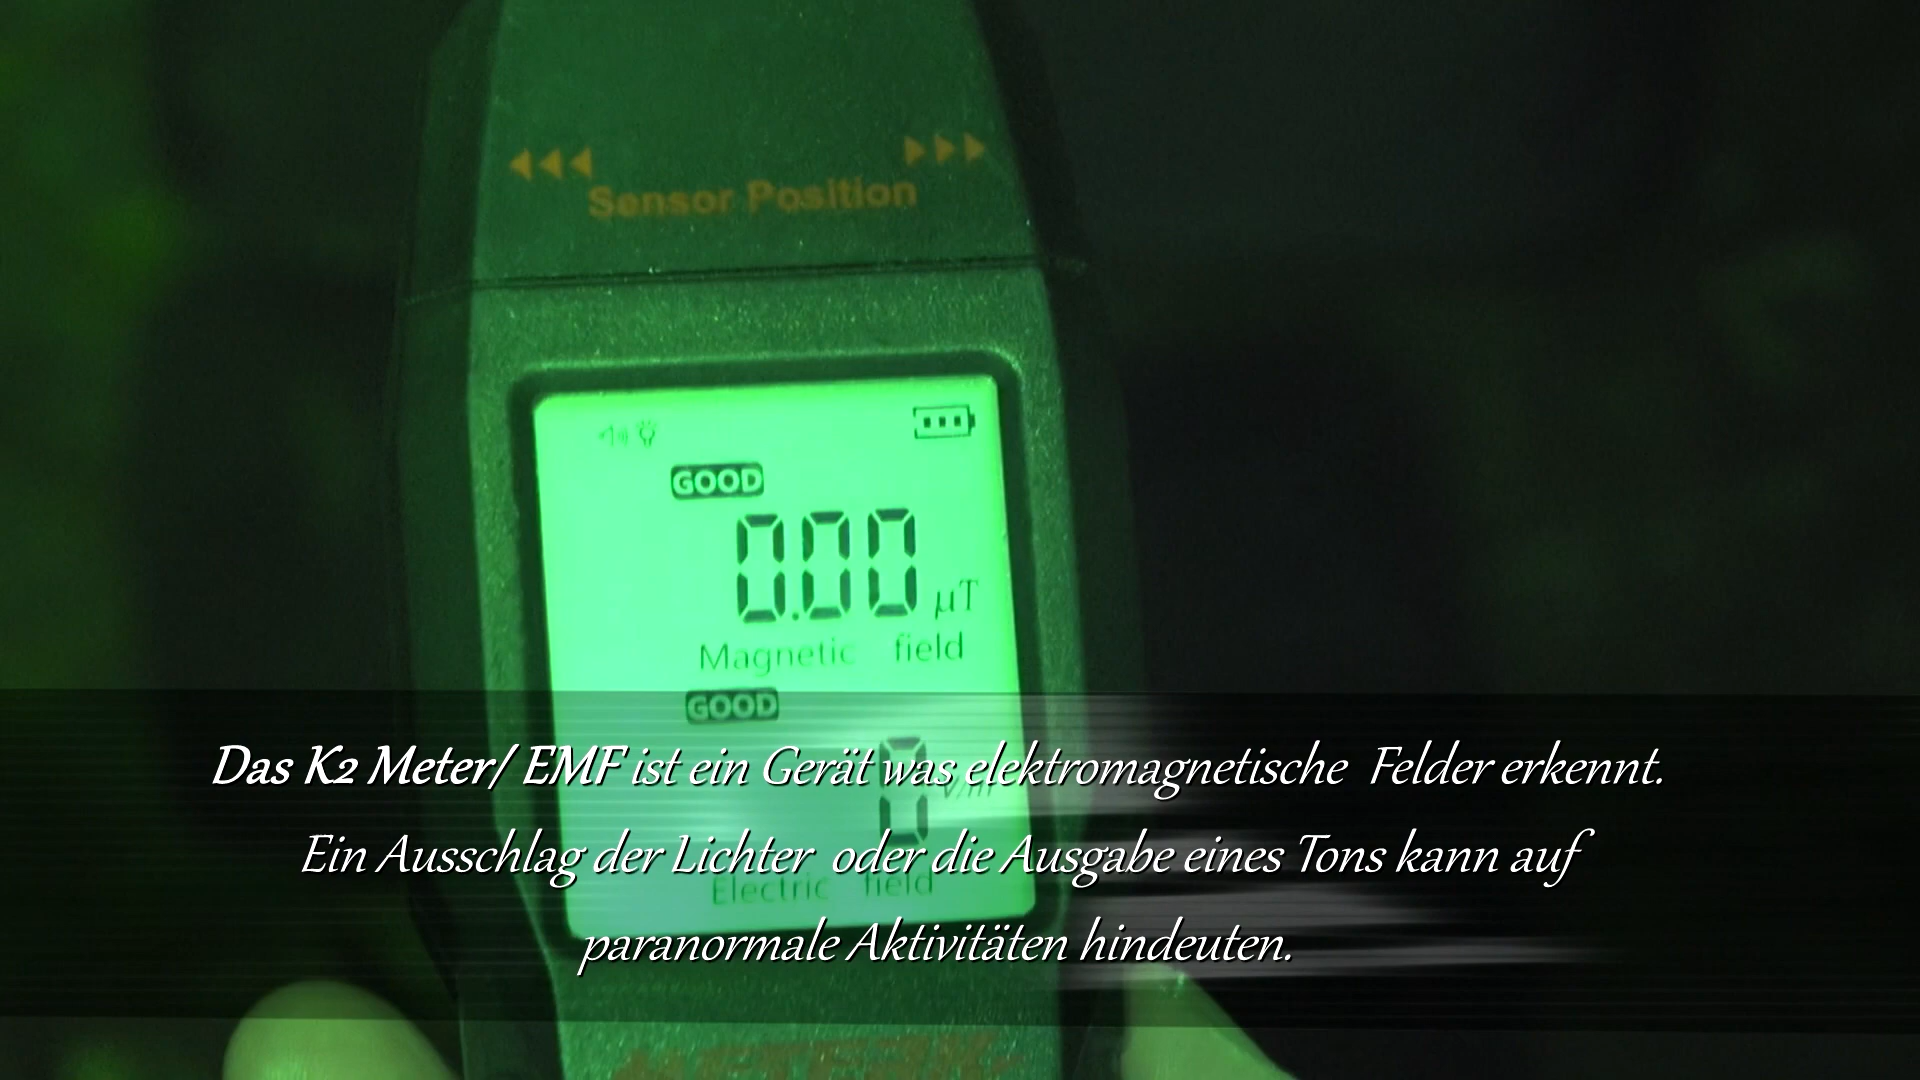 Sensor Position
GOOD
0.00 µT
Magnetic field
GOOD
0 V/m
Electric field
Das K2 Meter/ EMF ist ein Gerät was elektromagnetische Felder erkennt.
Ein Ausschlag der Lichter oder die Ausgabe eines Tons kann auf
paranormale Aktivitäten hindeuten.